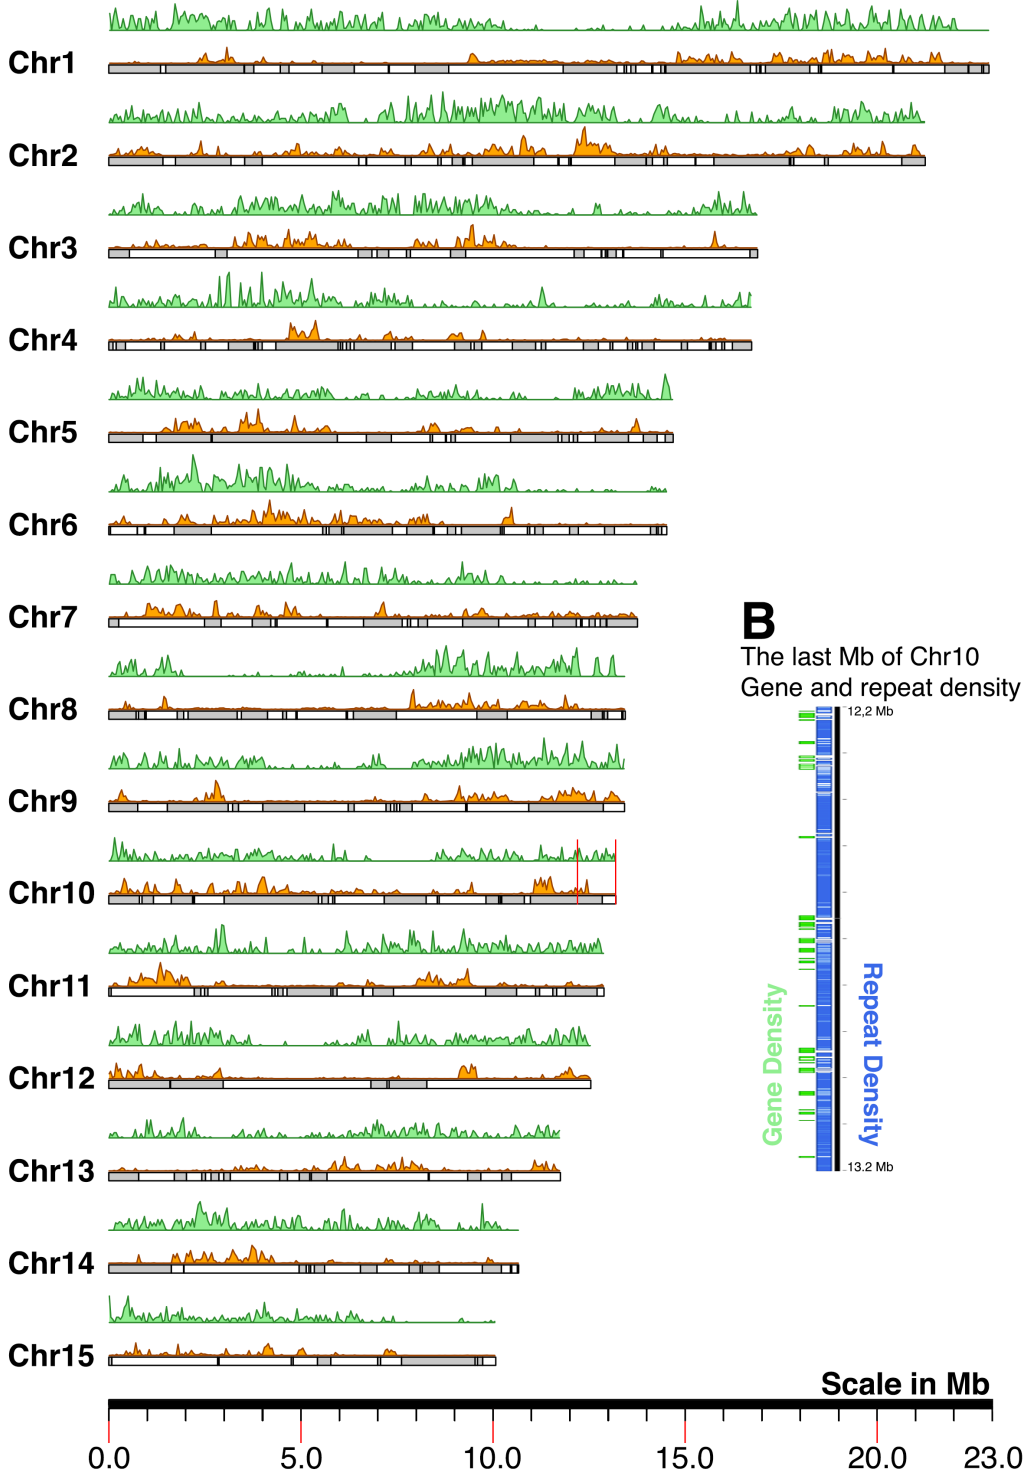 Chr1
Chr2
Chr3
Chr4
Chr5
Chr6
Chr7
B
The last Mb of Chr10
Gene and repeat density
12,2 Mb
Chr8
Chr9
Chr10
Chr11
Gene Density
Repeat Density
Chr12
Chr13
13.2 Mb
Chr14
Chr15
Scale in Mb
0.0 5.0 10.0 15.0 20.0 23.0